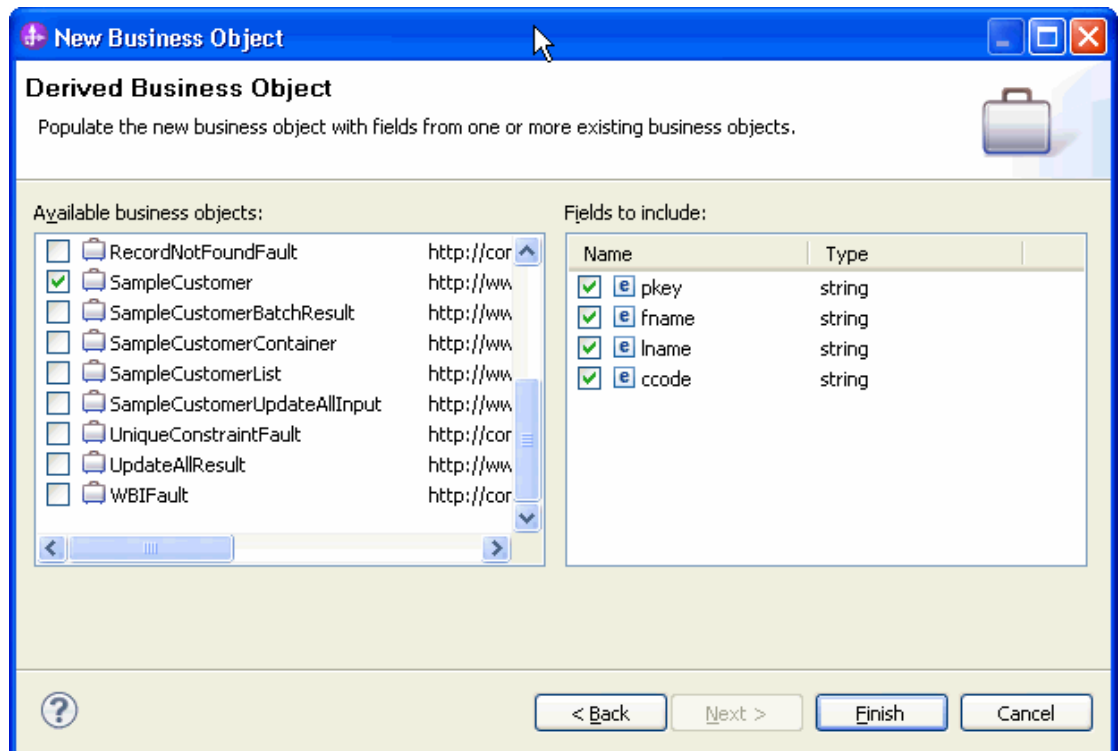 New Business Object
Derived Business Object
Populate the new business object with fields from one or more existing business objects.
Available business objects:
RecordNotFoundFault http://cor
SampleCustomer http://ww
SampleCustomerBatchResult http://ww
SampleCustomerContainer http://ww
SampleCustomerList http://ww
SampleCustomerUpdateAllInput http://ww
UniqueConstraintFault http://cor
UpdateAllResult http://ww
WBIFault http://cor
Fields to include:
Name Type
pkey string
fname string
lname string
ccode string
< Back Next > Finish Cancel